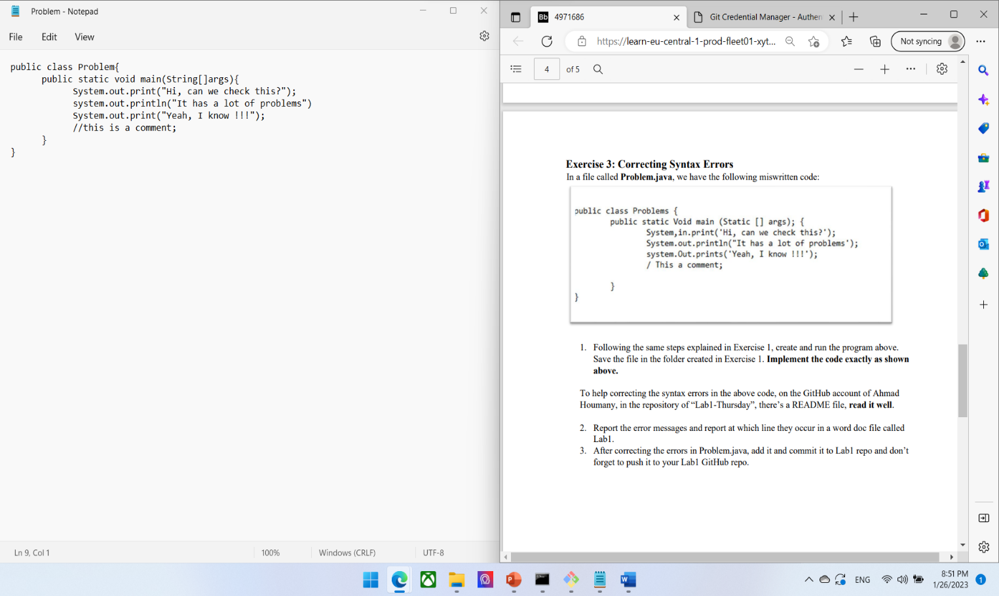 Problem - Notepad
File Edit View
public class Problem{
public static void main(String[]args){
System.out.print("Hi, can we check this?");
system.out.println("It has a lot of problems")
System.out.print("Yeah, I know !!!");
//this is a comment;
}
}
Ln 9, Col 1 100% Windows (CRLF) UTF-8
Bb 4971686
Git Credential Manager - Authen
https://learn-eu-central-1-prod-fleet01-xyt...
Not syncing
4 of 5
Exercise 3: Correcting Syntax Errors
In a file called Problem.java, we have the following miswritten code:
public class Problems {
public static Void main (Static [] args); {
System,in.print('Hi, can we check this?');
System.out.println("It has a lot of problems');
system.Out.prints('Yeah, I know !!!');
/ This a comment;
}
}
1. Following the same steps explained in Exercise 1, create and run the program above.
Save the file in the folder created in Exercise 1. Implement the code exactly as shown
above.
To help correcting the syntax errors in the above code, on the GitHub account of Ahmad
Houmany, in the repository of “Lab1-Thursday”, there’s a README file, read it well.
2. Report the error messages and report at which line they occur in a word doc file called
Lab1.
3. After correcting the errors in Problem.java, add it and commit it to Lab1 repo and don’t
forget to push it to your Lab1 GitHub repo.
ENG
8:51 PM
1/26/2023
1